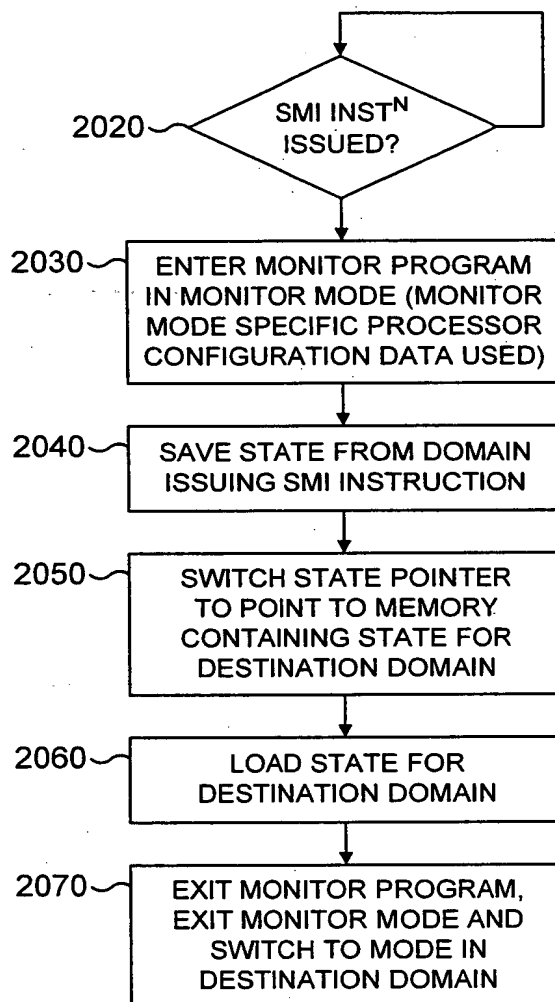 2020
SMI INSTᴺ
ISSUED?
2030
ENTER MONITOR PROGRAM
IN MONITOR MODE (MONITOR
MODE SPECIFIC PROCESSOR
CONFIGURATION DATA USED)
2040
SAVE STATE FROM DOMAIN
ISSUING SMI INSTRUCTION
2050
SWITCH STATE POINTER
TO POINT TO MEMORY
CONTAINING STATE FOR
DESTINATION DOMAIN
2060
LOAD STATE FOR
DESTINATION DOMAIN
2070
EXIT MONITOR PROGRAM,
EXIT MONITOR MODE AND
SWITCH TO MODE IN
DESTINATION DOMAIN